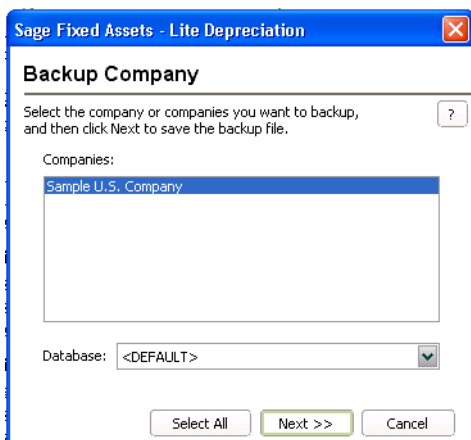 Sage Fixed Assets - Lite Depreciation
Backup Company
Select the company or companies you want to backup,
and then click Next to save the backup file.
?
Companies:
Sample U.S. Company
Database: <DEFAULT>
Select All Next >> Cancel